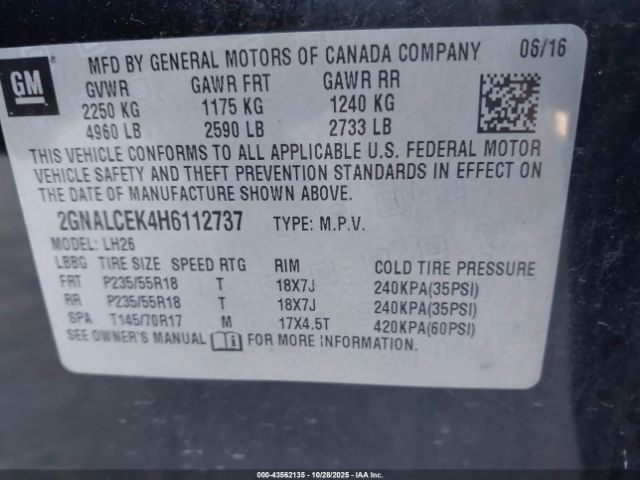 GM
MFD BY GENERAL MOTORS OF CANADA COMPANY 06/16
GVWR GAWR FRT GAWR RR
2250 KG 1175 KG 1240 KG
4960 LB 2590 LB 2733 LB
THIS VEHICLE CONFORMS TO ALL APPLICABLE U.S. FEDERAL MOTOR
VEHICLE SAFETY AND THEFT PREVENTION STANDARDS IN EFFECT ON
THE DATE OF MANUFACTURE SHOWN ABOVE.
2GNALCEK4H6112737 TYPE: M.P.V.
MODEL: LH26
LBBG TIRE SIZE SPEED RTG RIM COLD TIRE PRESSURE
FRT P235/55R18 T 18X7J 240KPA(35PSI)
RR P235/55R18 T 18X7J 240KPA(35PSI)
SPA T145/70R17 M 17X4.5T 420KPA(60PSI)
SEE OWNER'S MANUAL FOR MORE INFORMATION
000-43562135 - 10/28/2025 - IAA Inc.